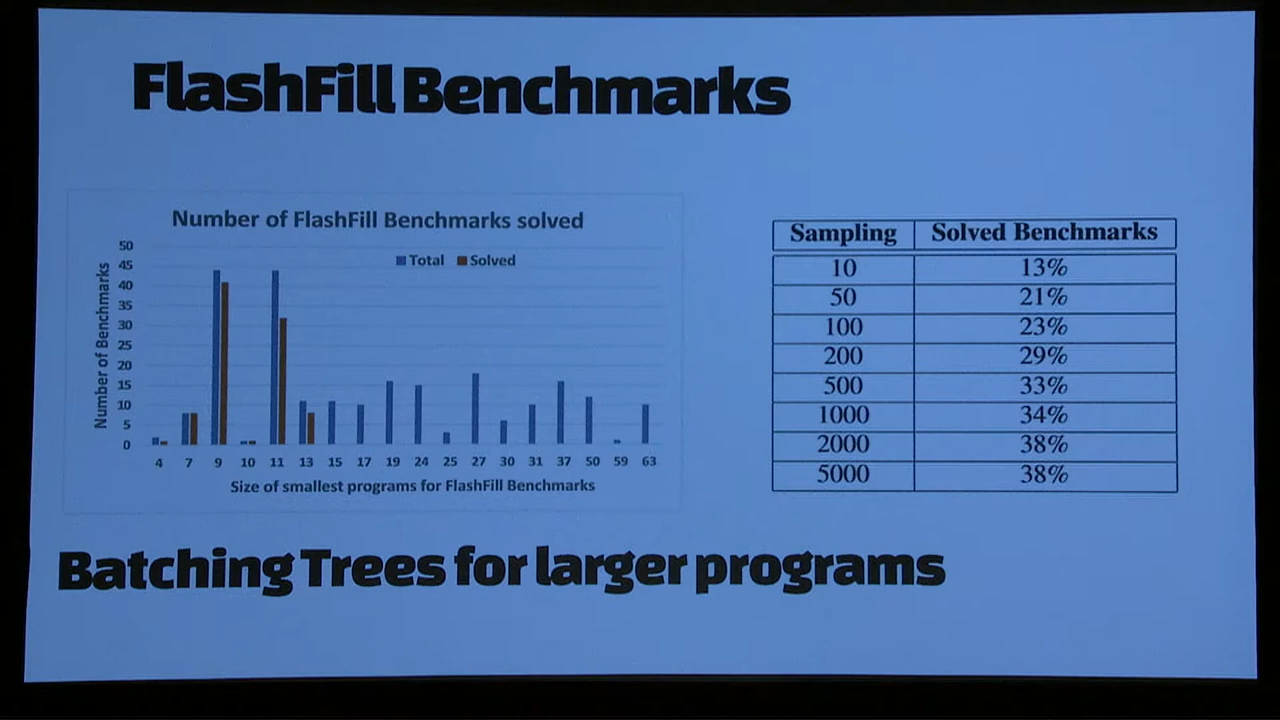 FlashFill Benchmarks
Number of FlashFill Benchmarks solved
Total Solved
Number of Benchmarks
50
45
40
35
30
25
20
15
10
5
0
4 7 9 10 11 13 15 17 19 24 25 27 30 31 37 50 59 63
Size of smallest programs for FlashFill Benchmarks
Sampling Solved Benchmarks
10 13%
50 21%
100 23%
200 29%
500 33%
1000 34%
2000 38%
5000 38%
Batching Trees for larger programs